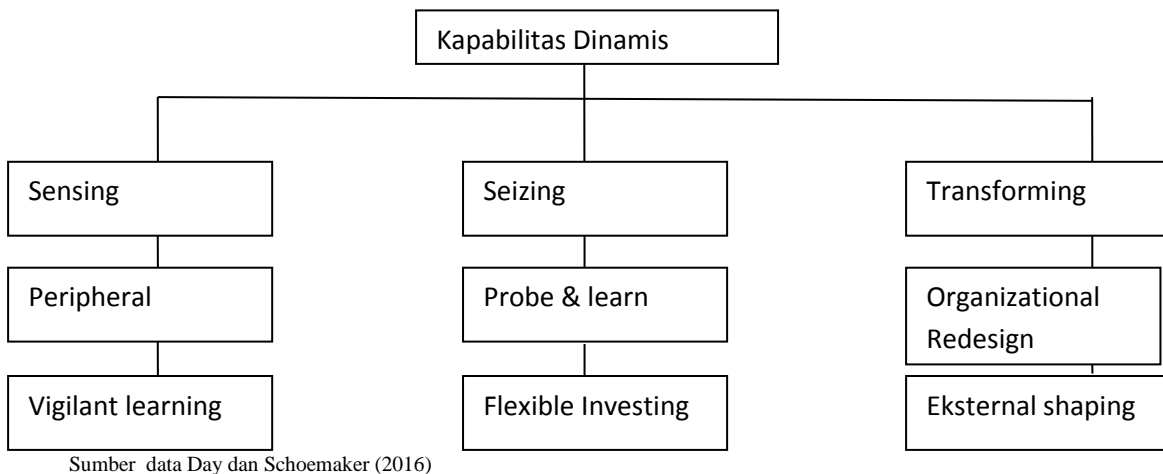 Kapabilitas Dinamis
Sensing
Seizing
Transforming
Peripheral
Probe & learn
Organizational
Redesign
Vigilant learning
Flexible Investing
Eksternal shaping
Sumber data Day dan Schoemaker (2016)